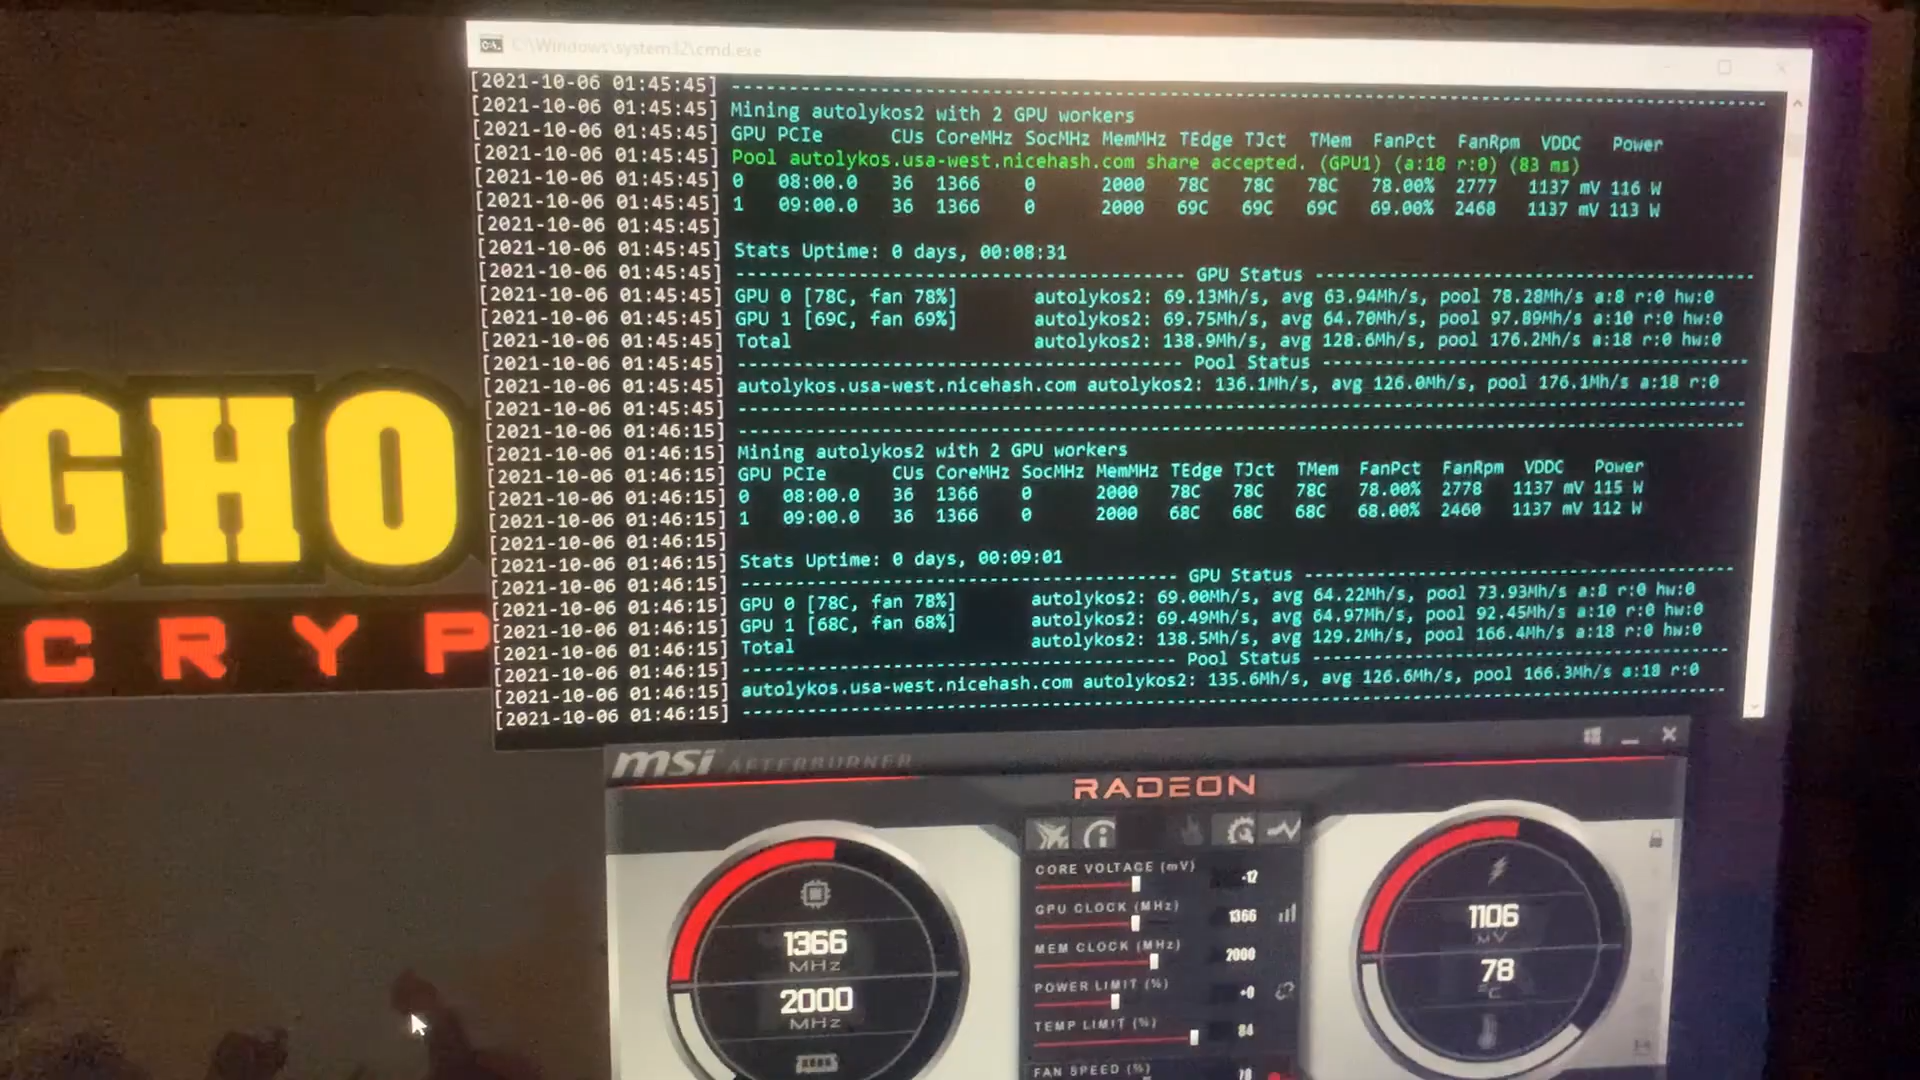 C:\Windows\system32\cmd.exe
[2021-10-06 01:45:45] --------------------------------------------------
[2021-10-06 01:45:45] Mining autolykos2 with 2 GPU workers
[2021-10-06 01:45:45] GPU PCIe CUs CoreMHz SocMHz MemMHz TEdge TJct TMem FanPct FanRpm VDDC Power
[2021-10-06 01:45:45] Pool autolykos.usa-west.nicehash.com share accepted. (GPU1) (a:18 r:0) (83 ms)
[2021-10-06 01:45:45] 0 08:00.0 36 1366 0 2000 78C 78C 78C 78.00% 2777 1137 mV 116 W
[2021-10-06 01:45:45] 1 09:00.0 36 1366 0 2000 69C 69C 69C 69.00% 2468 1137 mV 113 W
[2021-10-06 01:45:45]
[2021-10-06 01:45:45] Stats Uptime: 0 days, 00:08:31
[2021-10-06 01:45:45] -------------------- GPU Status --------------------
[2021-10-06 01:45:45] GPU 0 [78C, fan 78%] autolykos2: 69.13Mh/s, avg 63.94Mh/s, pool 78.28Mh/s a:8 r:0 hw:0
[2021-10-06 01:45:45] GPU 1 [69C, fan 69%] autolykos2: 69.75Mh/s, avg 64.70Mh/s, pool 97.89Mh/s a:10 r:0 hw:0
[2021-10-06 01:45:45] Total autolykos2: 138.9Mh/s, avg 128.6Mh/s, pool 176.2Mh/s a:18 r:0 hw:0
[2021-10-06 01:45:45] -------------------- Pool Status --------------------
[2021-10-06 01:45:45] autolykos.usa-west.nicehash.com autolykos2: 136.1Mh/s, avg 126.0Mh/s, pool 176.1Mh/s a:18 r:0
[2021-10-06 01:45:45] --------------------------------------------------
[2021-10-06 01:46:15] --------------------------------------------------
[2021-10-06 01:46:15] Mining autolykos2 with 2 GPU workers
[2021-10-06 01:46:15] GPU PCIe CUs CoreMHz SocMHz MemMHz TEdge TJct TMem FanPct FanRpm VDDC Power
[2021-10-06 01:46:15] 0 08:00.0 36 1366 0 2000 78C 78C 78C 78.00% 2778 1137 mV 115 W
[2021-10-06 01:46:15] 1 09:00.0 36 1366 0 2000 68C 68C 68C 68.00% 2460 1137 mV 112 W
[2021-10-06 01:46:15]
[2021-10-06 01:46:15] Stats Uptime: 0 days, 00:09:01
[2021-10-06 01:46:15] -------------------- GPU Status --------------------
[2021-10-06 01:46:15] GPU 0 [78C, fan 78%] autolykos2: 69.00Mh/s, avg 64.22Mh/s, pool 73.93Mh/s a:8 r:0 hw:0
[2021-10-06 01:46:15] GPU 1 [68C, fan 68%] autolykos2: 69.49Mh/s, avg 64.97Mh/s, pool 92.45Mh/s a:10 r:0 hw:0
[2021-10-06 01:46:15] Total autolykos2: 138.5Mh/s, avg 129.2Mh/s, pool 166.4Mh/s a:18 r:0 hw:0
[2021-10-06 01:46:15] -------------------- Pool Status --------------------
[2021-10-06 01:46:15] autolykos.usa-west.nicehash.com autolykos2: 135.6Mh/s, avg 126.6Mh/s, pool 166.3Mh/s a:18 r:0
[2021-10-06 01:46:15] --------------------------------------------------
GHO
CRYP
msi AFTERBURNER
RADEON
1366
MHz
2000
MHz
CORE VOLTAGE (mV) -12
GPU CLOCK (MHz) 1366
MEM CLOCK (MHz) 2000
POWER LIMIT (%) +0
TEMP LIMIT (%) 84
FAN SPEED (%) 78
1106
MV
78
°C